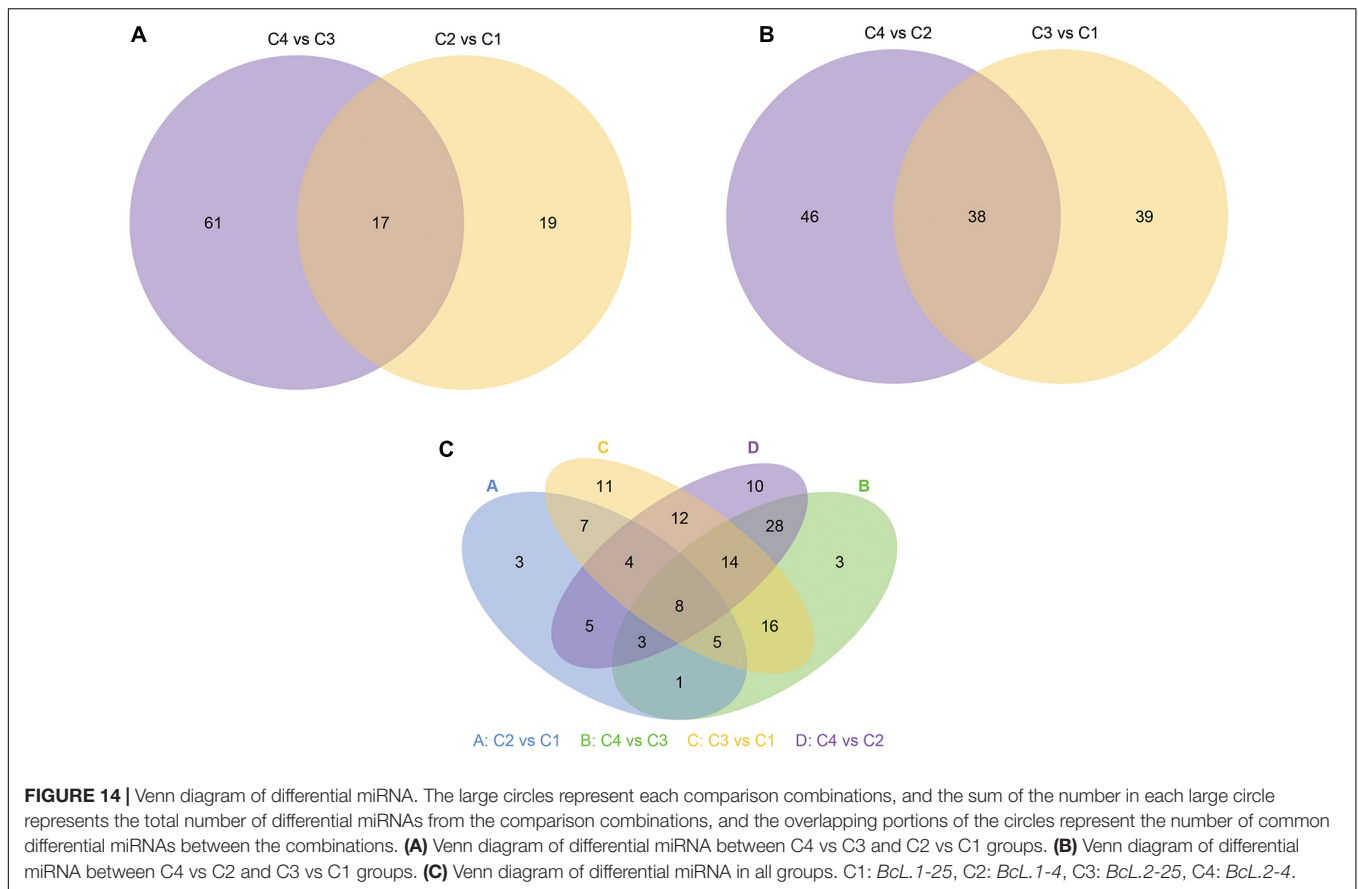 A
C4 vs C3
C2 vs C1
61
17
19
B
C4 vs C2
C3 vs C1
46
38
39
C
A
C
D
B
11
10
7
12
28
3
4
14
3
8
5
3
5
16
1
A: C2 vs C1 B: C4 vs C3 C: C3 vs C1 D: C4 vs C2
FIGURE 14 | Venn diagram of differential miRNA. The large circles represent each comparison combinations, and the sum of the number in each large circle
represents the total number of differential miRNAs from the comparison combinations, and the overlapping portions of the circles represent the number of common
differential miRNAs between the combinations. (A) Venn diagram of differential miRNA between C4 vs C3 and C2 vs C1 groups. (B) Venn diagram of differential
miRNA between C4 vs C2 and C3 vs C1 groups. (C) Venn diagram of differential miRNA in all groups. C1: BcL.1-25, C2: BcL.1-4, C3: BcL.2-25, C4: BcL.2-4.